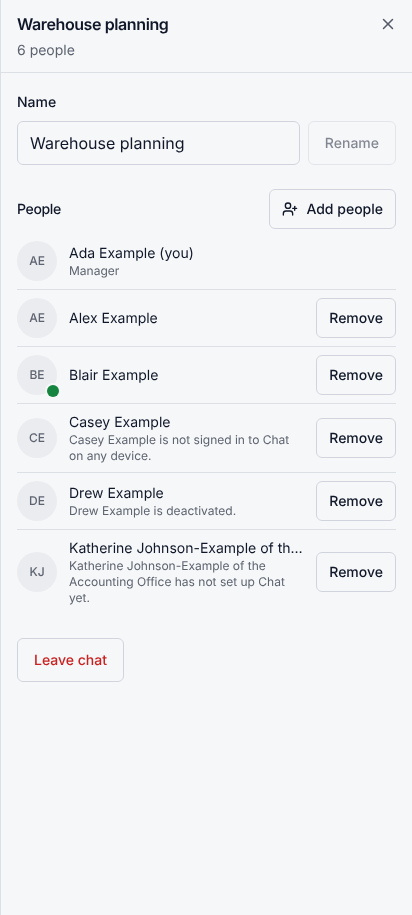 Warehouse planning
6 people
Name
Warehouse planning
Rename
People
Add people
AE
Ada Example (you)
Manager
AE
Alex Example
Remove
BE
Blair Example
Remove
CE
Casey Example
Casey Example is not signed in to Chat
on any device.
Remove
DE
Drew Example
Drew Example is deactivated.
Remove
KJ
Katherine Johnson-Example of th...
Katherine Johnson-Example of the
Accounting Office has not set up Chat
yet.
Remove
Leave chat